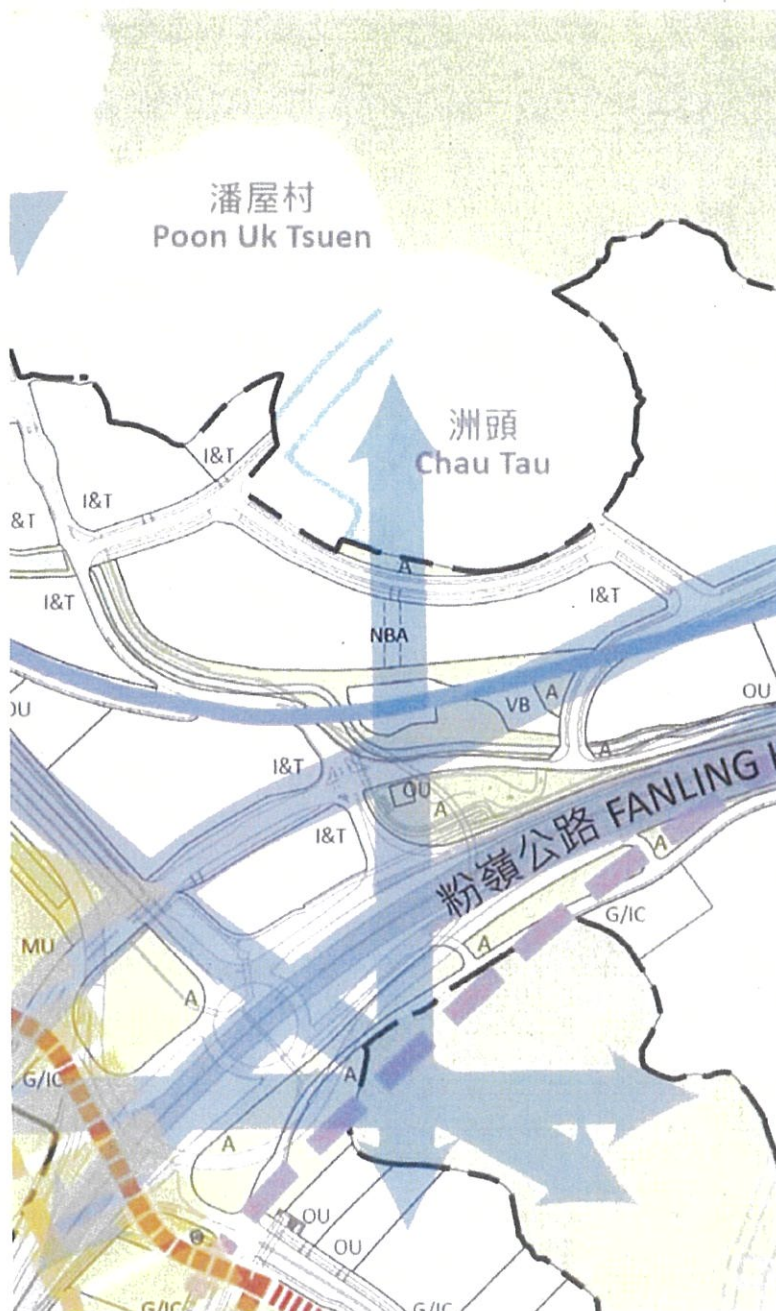 潘屋村
Poon Uk Tsuen
洲頭
Chau Tau
I&T
I&T
&T
I&T
A
I&T
NBA
VB
A
OU
OU
I&T
A
OU
A
I&T
粉嶺公路 FANLING
A
G/IC
A
MU
A
G/IC
A
A
OU
OU
G/IC
G/IC